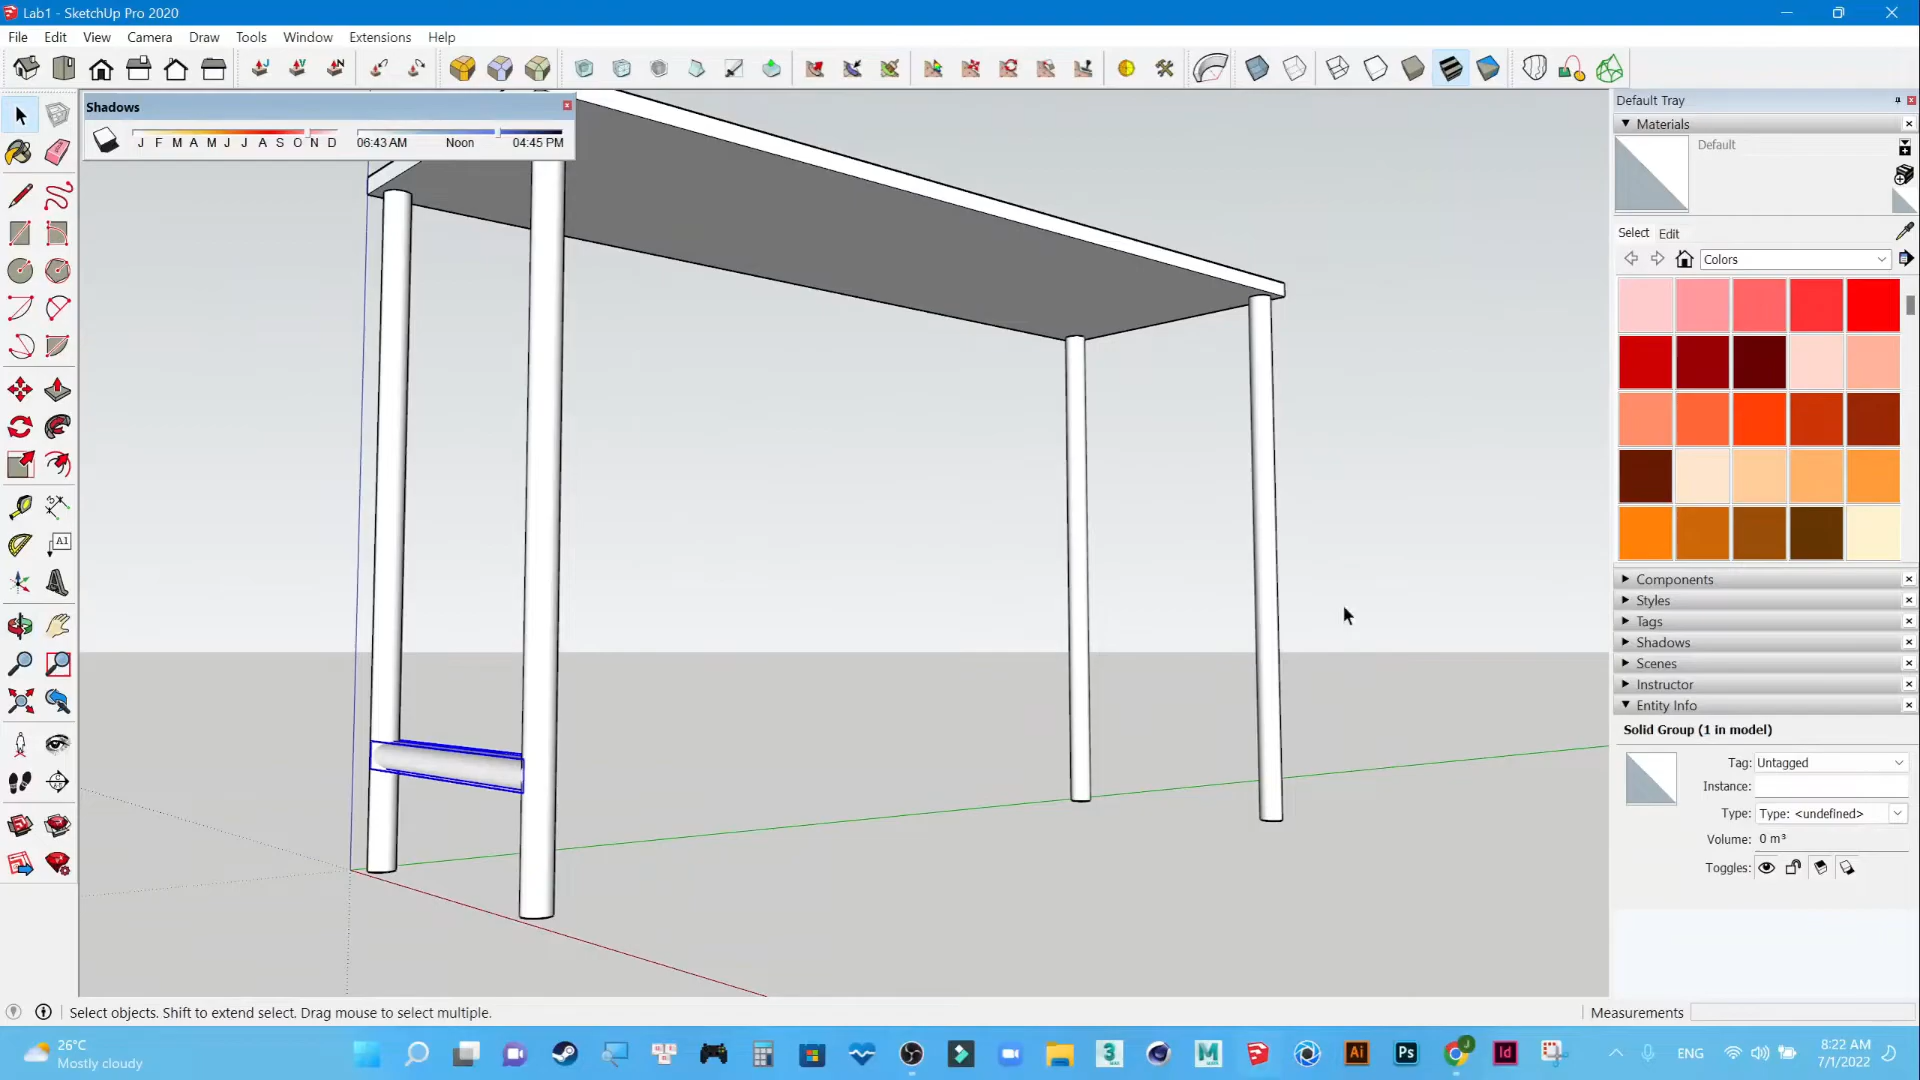 Lab1 - SketchUp Pro 2020
File Edit View Camera Draw Tools Window Extensions Help
Shadows
J F M A M J J A S O N D 06:43 AM Noon 04:45 PM
Default Tray
Materials
Default
Select Edit
Colors
Components
Styles
Tags
Shadows
Scenes
Instructor
Entity Info
Solid Group (1 in model)
Tag: Untagged
Instance:
Type: Type: <undefined>
Volume: 0 m³
Toggles:
Select objects. Shift to extend select. Drag mouse to select multiple.
Measurements
26°C
Mostly cloudy
ENG
8:22 AM
7/1/2022